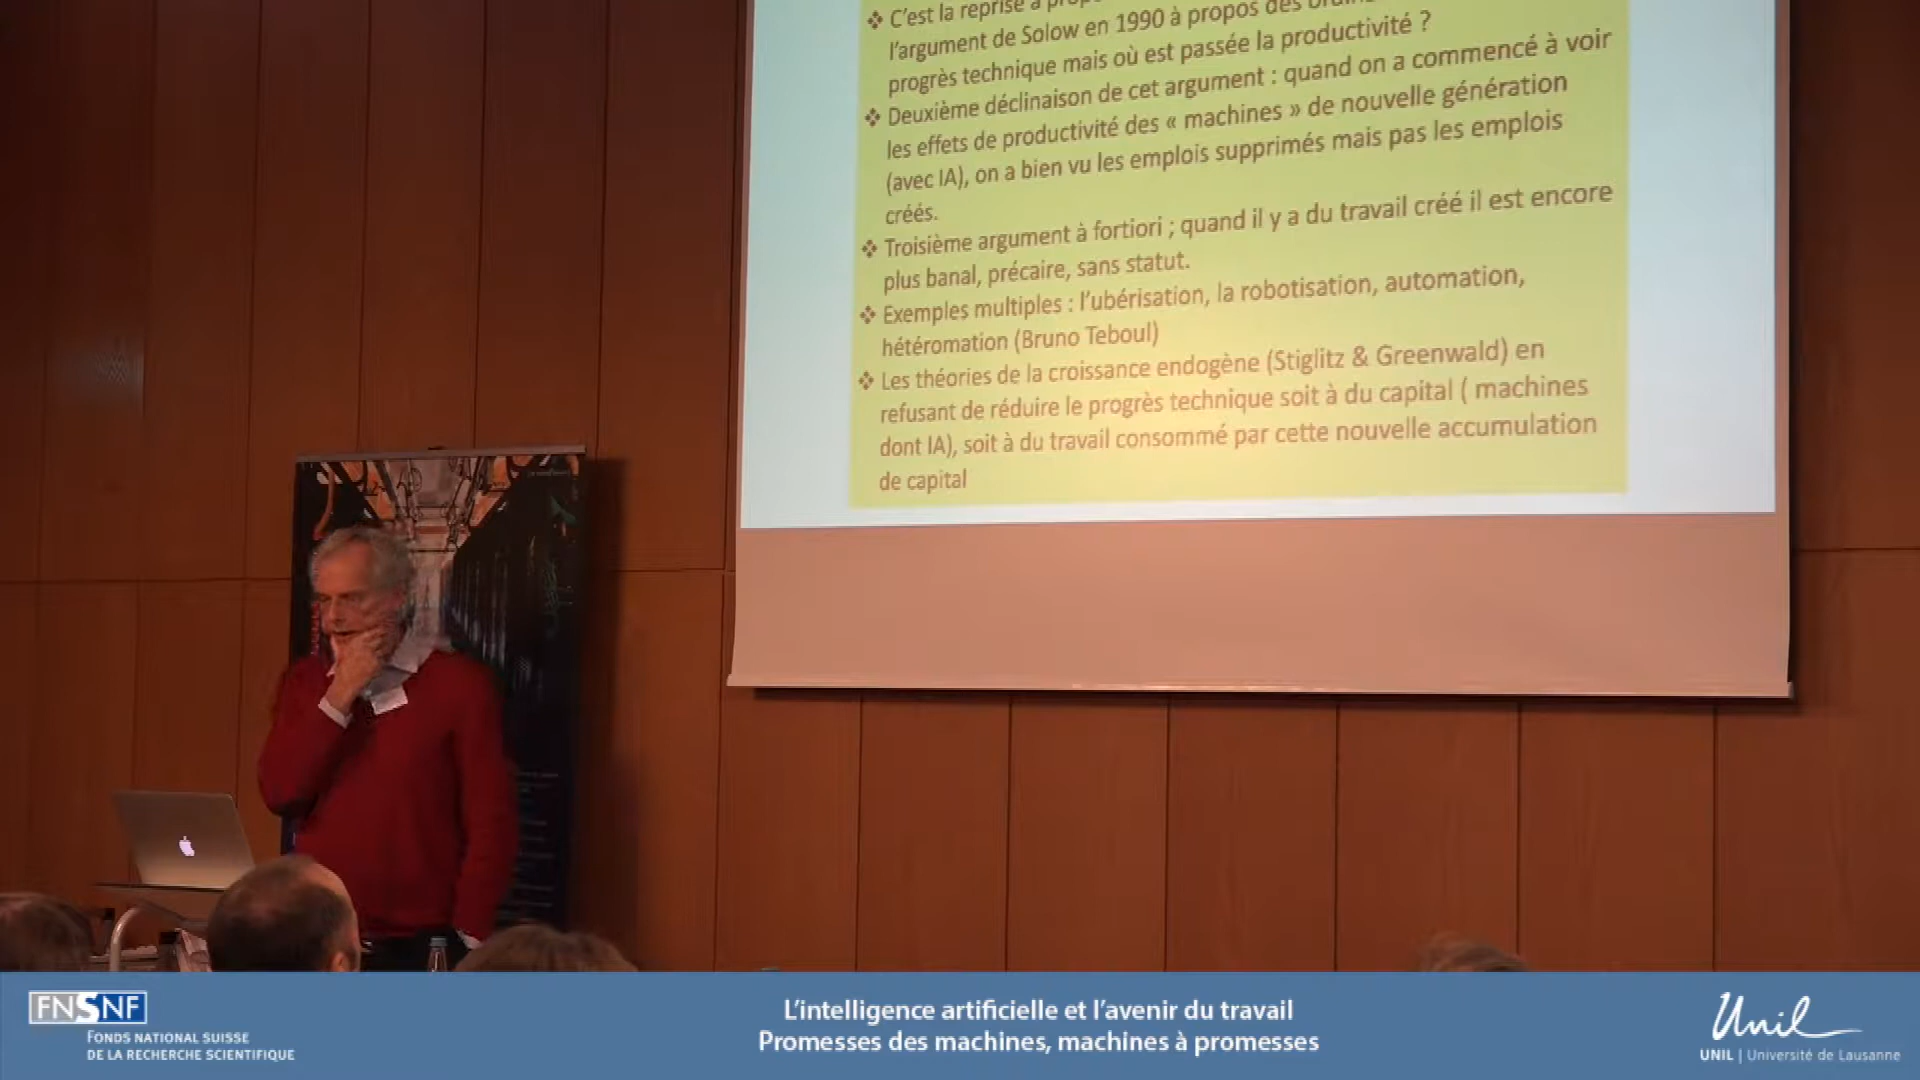 ❖ C'est la reprise à
l'argument de Solow en 1990 à propos des
progrès technique mais où est passée la productivité ?
❖ Deuxième déclinaison de cet argument : quand on a commencé à voir
les effets de productivité des « machines » de nouvelle génération
(avec IA), on a bien vu les emplois supprimés mais pas les emplois
créés.
❖ Troisième argument à fortiori ; quand il y a du travail créé il est encore
plus banal, précaire, sans statut.
❖ Exemples multiples : l'ubérisation, la robotisation, automation,
hétéromation (Bruno Teboul)
❖ Les théories de la croissance endogène (Stiglitz & Greenwald) en
refusant de réduire le progrès technique soit à du capital ( machines
dont IA), soit à du travail consommé par cette nouvelle accumulation
de capital
FNSNF
FONDS NATIONAL SUISSE
DE LA RECHERCHE SCIENTIFIQUE
L'intelligence artificielle et l'avenir du travail
Promesses des machines, machines à promesses
Unil
UNIL | Université de Lausanne